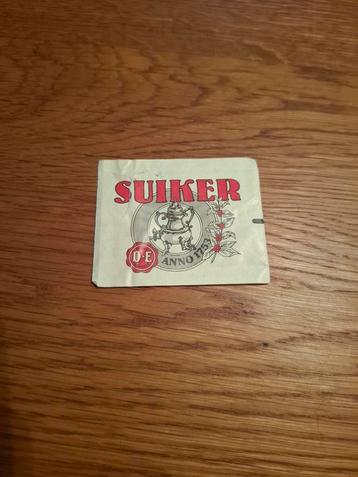 SUIKER
D·E
ANNO 1753